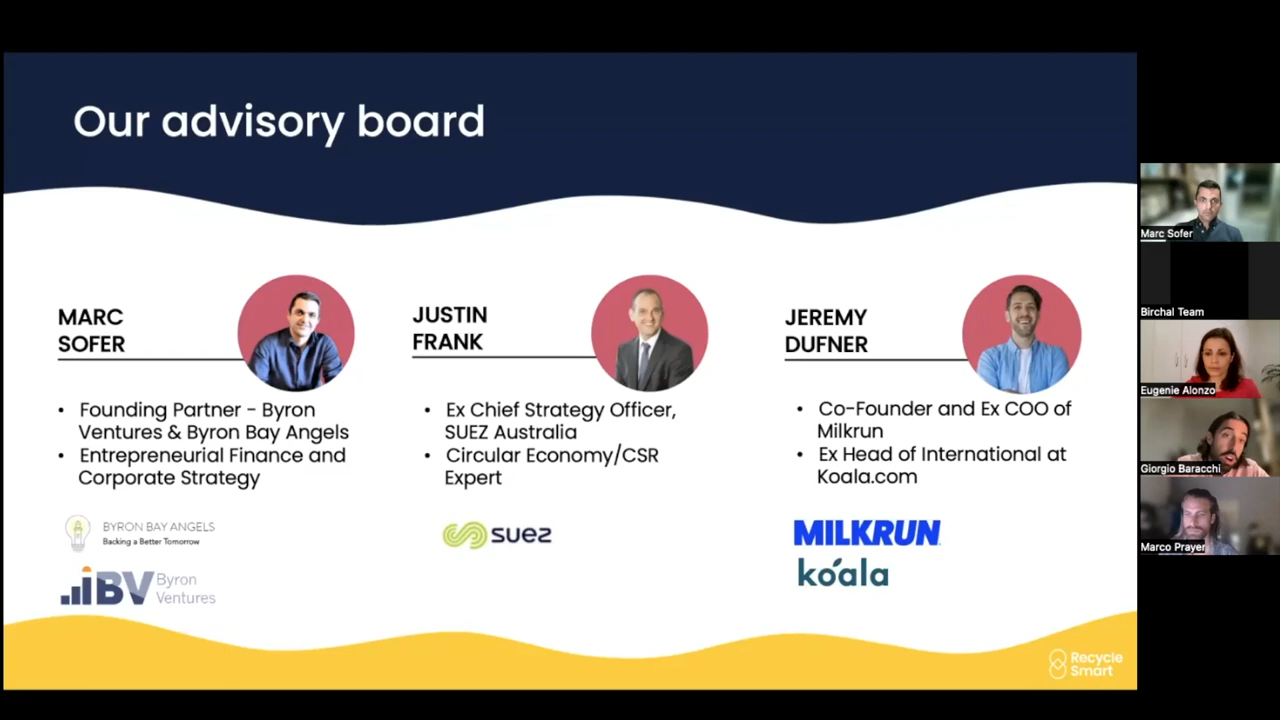 Our advisory board
MARC
SOFER
• Founding Partner - Byron
Ventures & Byron Bay Angels
• Entrepreneurial Finance and
Corporate Strategy
BYRON BAY ANGELS
Backing a Better Tomorrow
iBV Byron
Ventures
JUSTIN
FRANK
• Ex Chief Strategy Officer,
SUEZ Australia
• Circular Economy/CSR
Expert
suez
JEREMY
DUFNER
• Co-Founder and Ex COO of
Milkrun
• Ex Head of International at
Koala.com
MILKRUN
koala
Recycle
Smart
Marc Sofer
Birchal Team
Eugenie Alonzo
Giorgio Baracchi
Marco Prayer